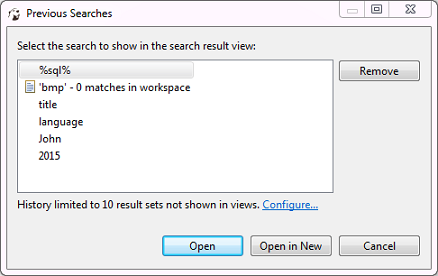 Previous Searches
Select the search to show in the search result view:
%sql%
'bmp' - 0 matches in workspace
title
language
John
2015
Remove
History limited to 10 result sets not shown in views. Configure...
Open
Open in New
Cancel